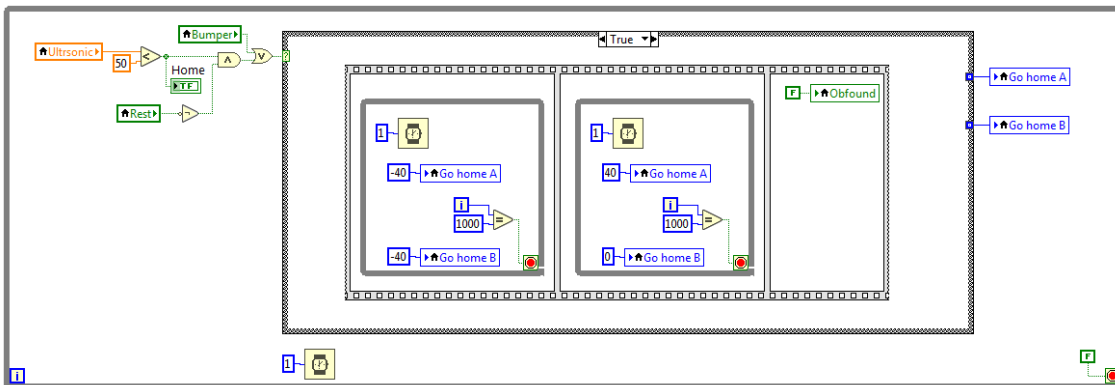 Bumper
True
Ultrsonic
50
Home
TF
Rest
?
Go home A
Go home B
F
Obfound
1
-40
Go home A
i
1000
=
-40
Go home B
1
40
Go home A
i
1000
=
0
Go home B
1
i
F